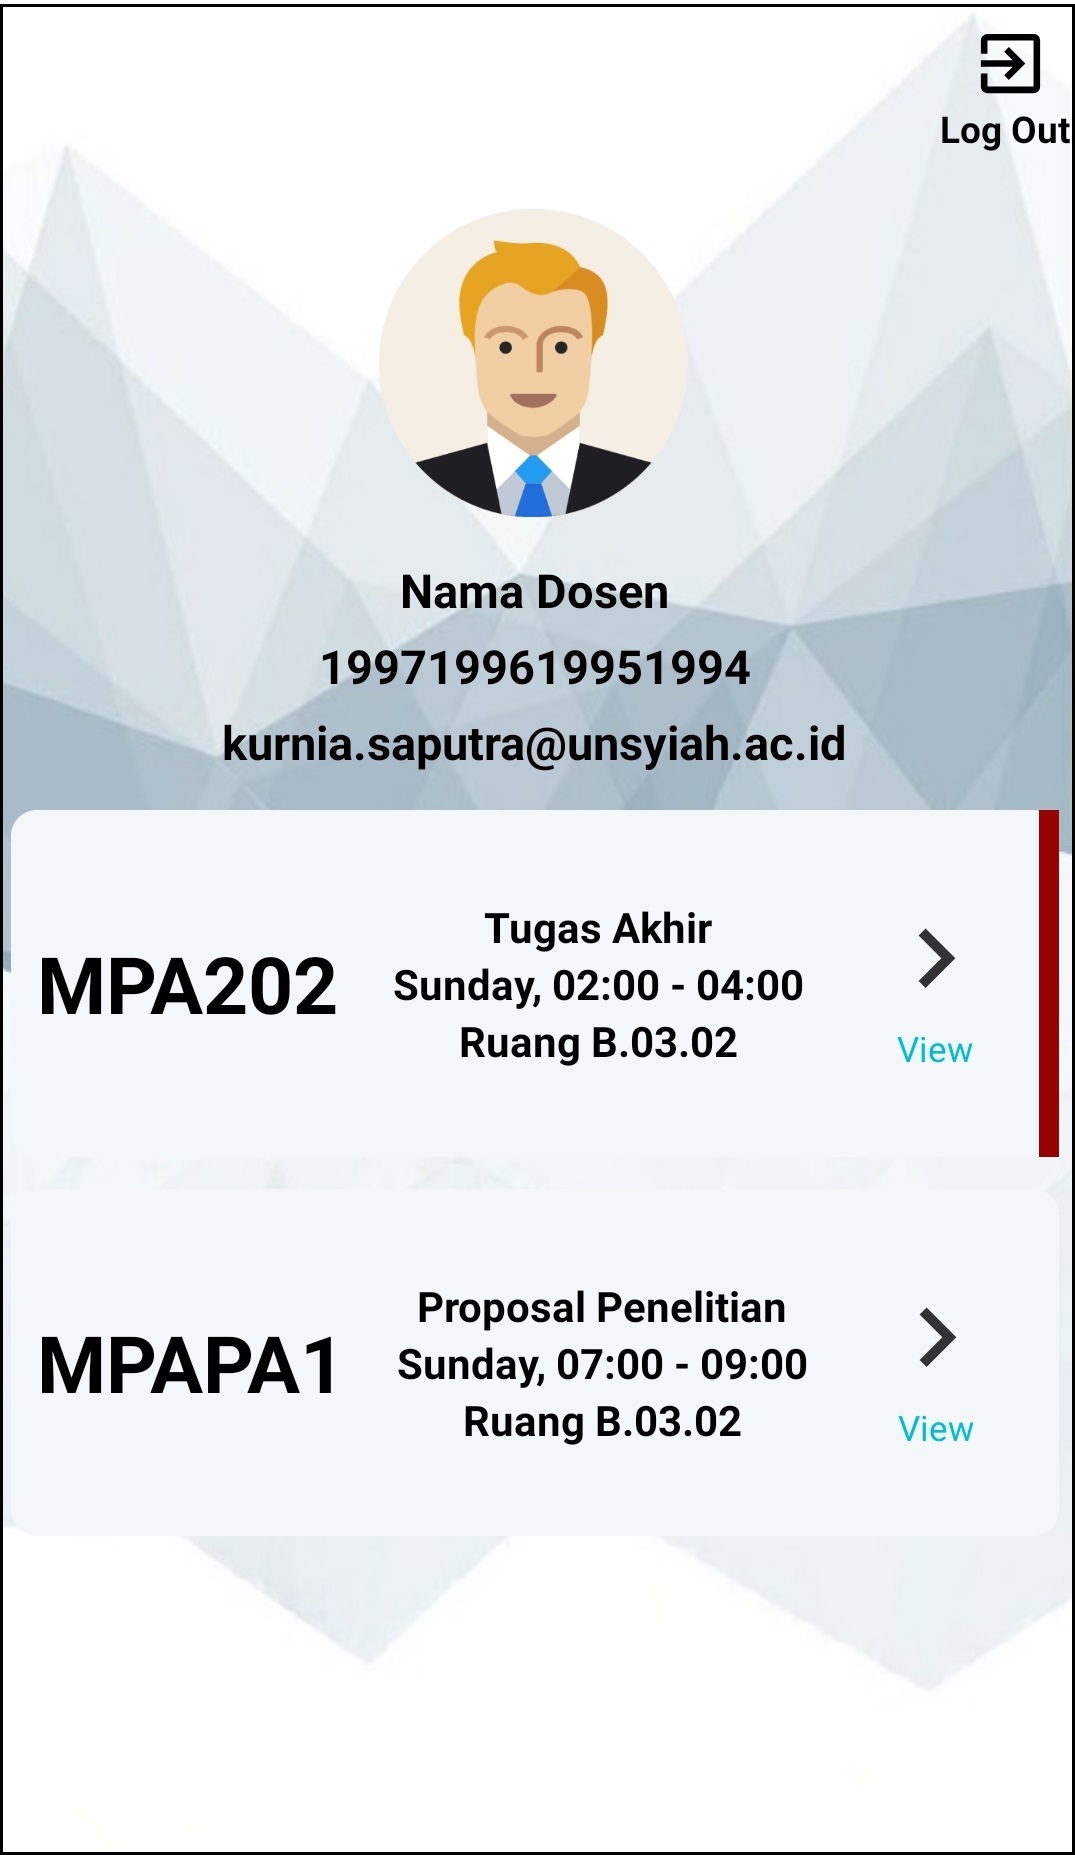 Log Out
Nama Dosen
1997199619951994
kurnia.saputra@unsyiah.ac.id
MPA202
Tugas Akhir
Sunday, 02:00 - 04:00
Ruang B.03.02
View
MPAPA1
Proposal Penelitian
Sunday, 07:00 - 09:00
Ruang B.03.02
View